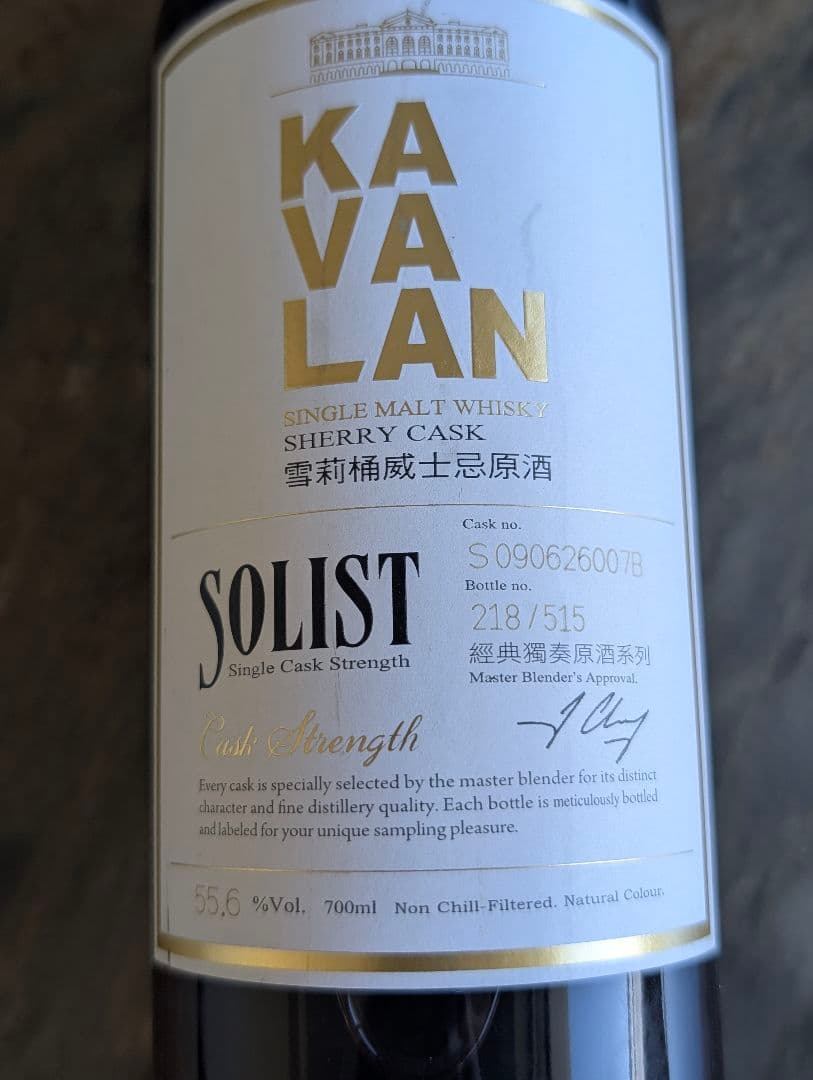 KA
VA
LAN
SINGLE MALT WHISKY
SHERRY CASK
雪莉桶威士忌原酒
SOLIST
Single Cask Strength
Cask Strength
Cask no.
S090626007B
Bottle no.
218/515
經典獨奏原酒系列
Master Blender's Approval.
Every cask is specially selected by the master blender for its distinct
character and fine distillery quality. Each bottle is meticulously bottled
and labeled for your unique sampling pleasure.
55.6 %Vol. 700ml Non Chill-Filtered. Natural Colour.